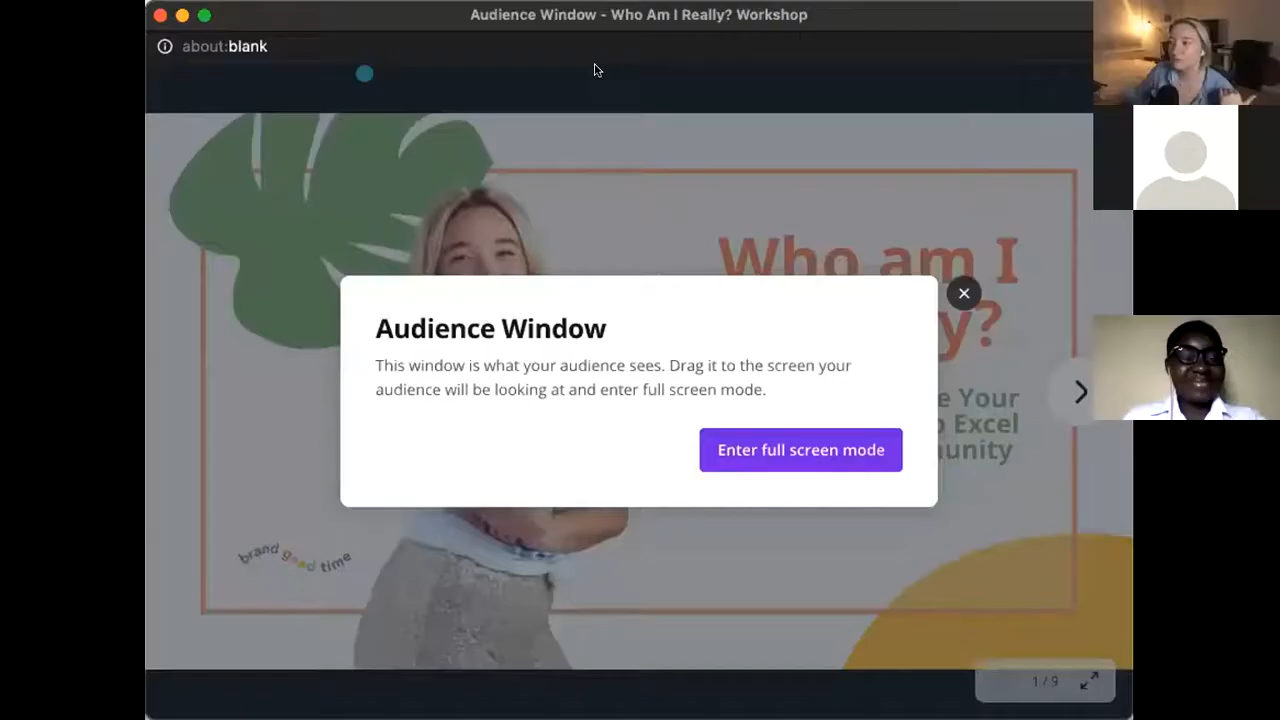 Audience Window - Who Am I Really? Workshop
about:blank
Who am I
y?
Audience Window
This window is what your audience sees. Drag it to the screen your
audience will be looking at and enter full screen mode.
e Your
Excel
unity
Enter full screen mode
brand good time
1 / 9